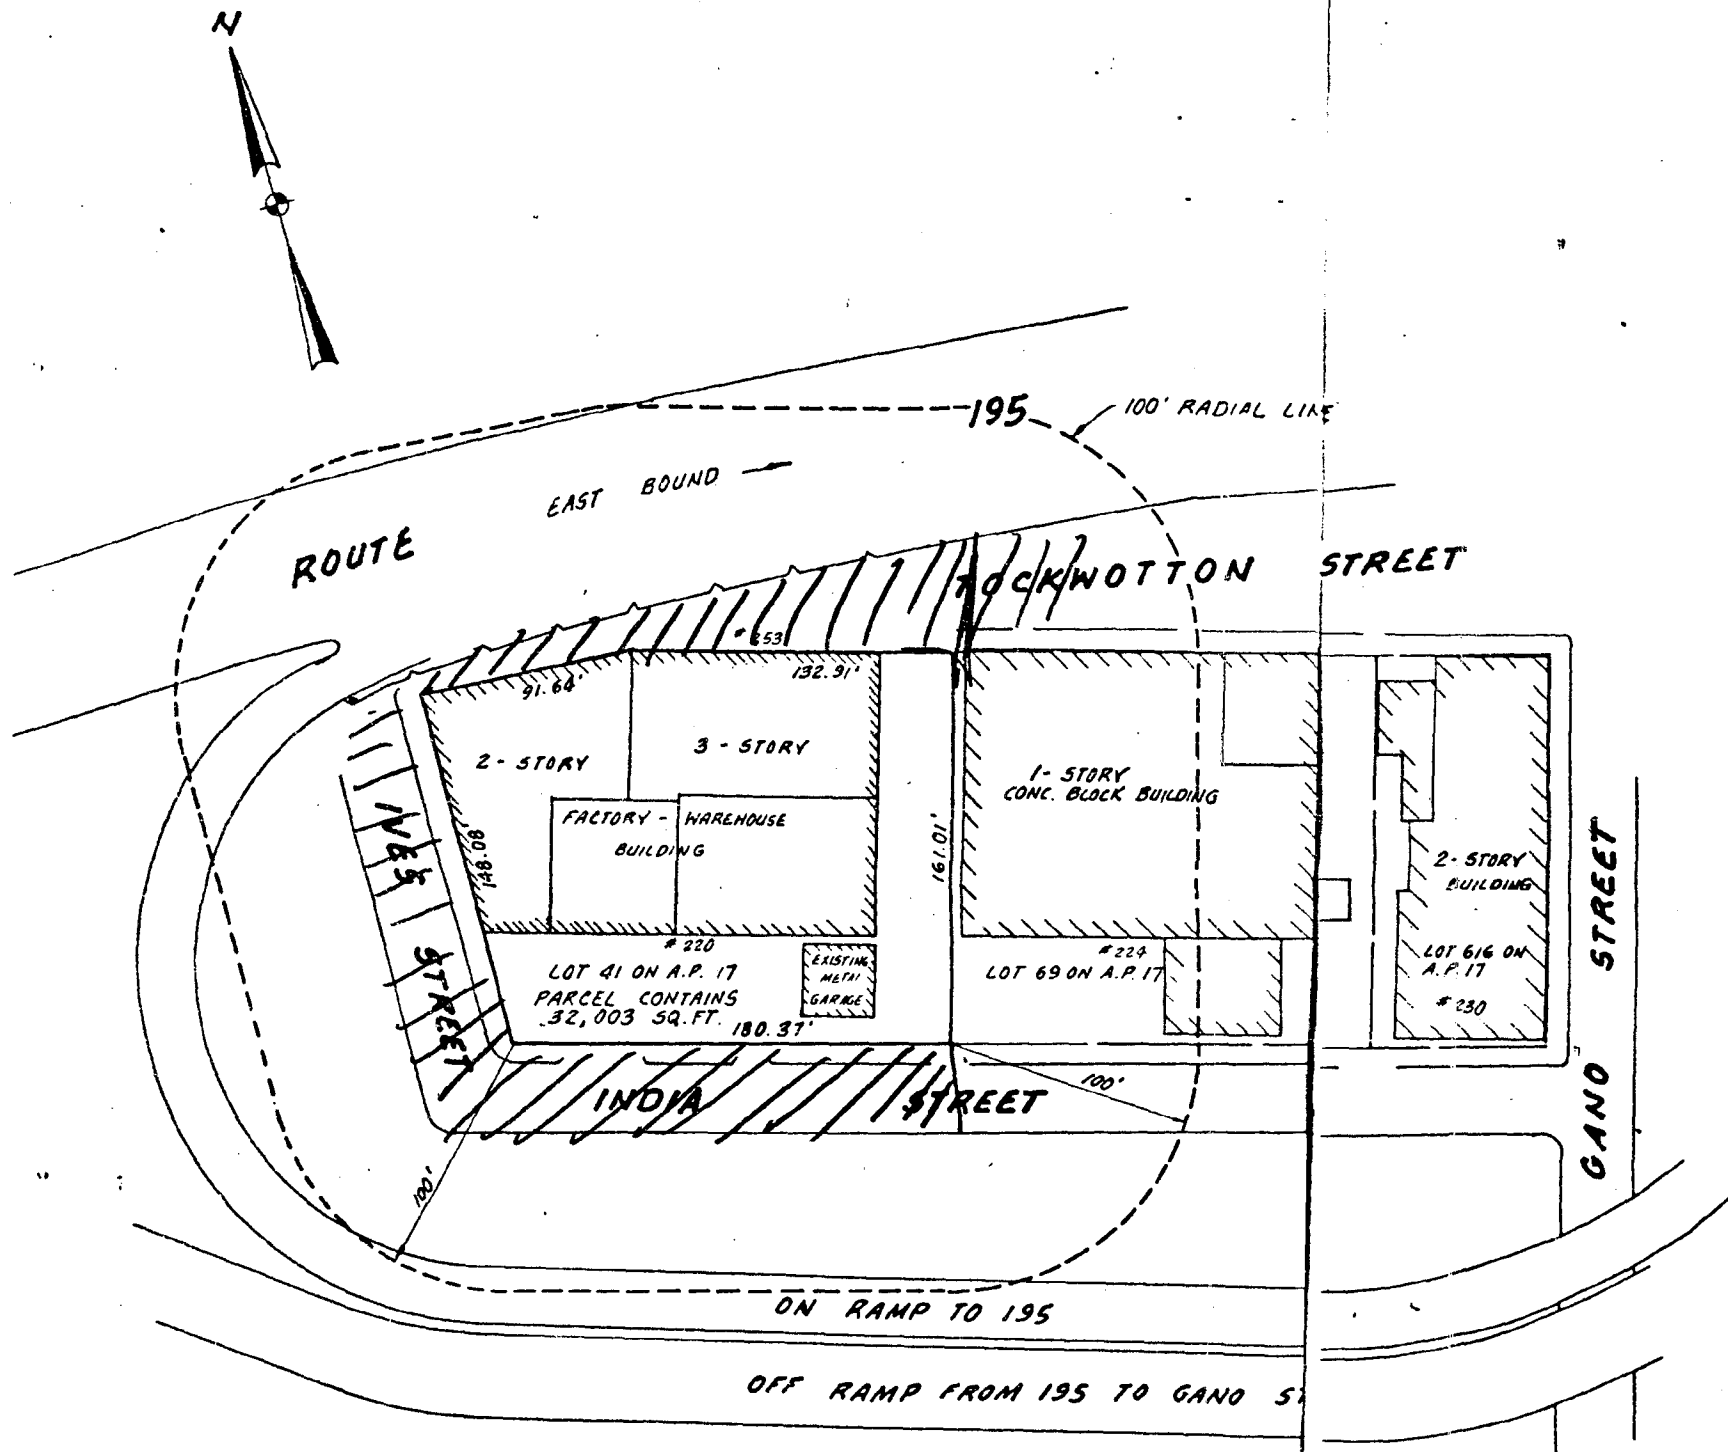 N
195
100' RADIAL LINE
EAST BOUND
ROUTE
TOCKWOTTON STREET
# 253
91.64'
132.91'
2 - STORY
3 - STORY
1 - STORY
CONC. BLOCK BUILDING
FACTORY - WAREHOUSE
BUILDING
148.08'
161.01'
IVES STREET
2 - STORY
BUILDING
GANO STREET
# 220
LOT 41 ON A.P. 17
PARCEL CONTAINS
32,003 SQ. FT.
180.37'
EXISTING
METAL
GARAGE
# 224
LOT 69 ON A.P. 17
LOT 616 ON
A.P. 17
# 230
INDIA STREET
100'
100'
ON RAMP TO 195
OFF RAMP FROM 195 TO GANO ST